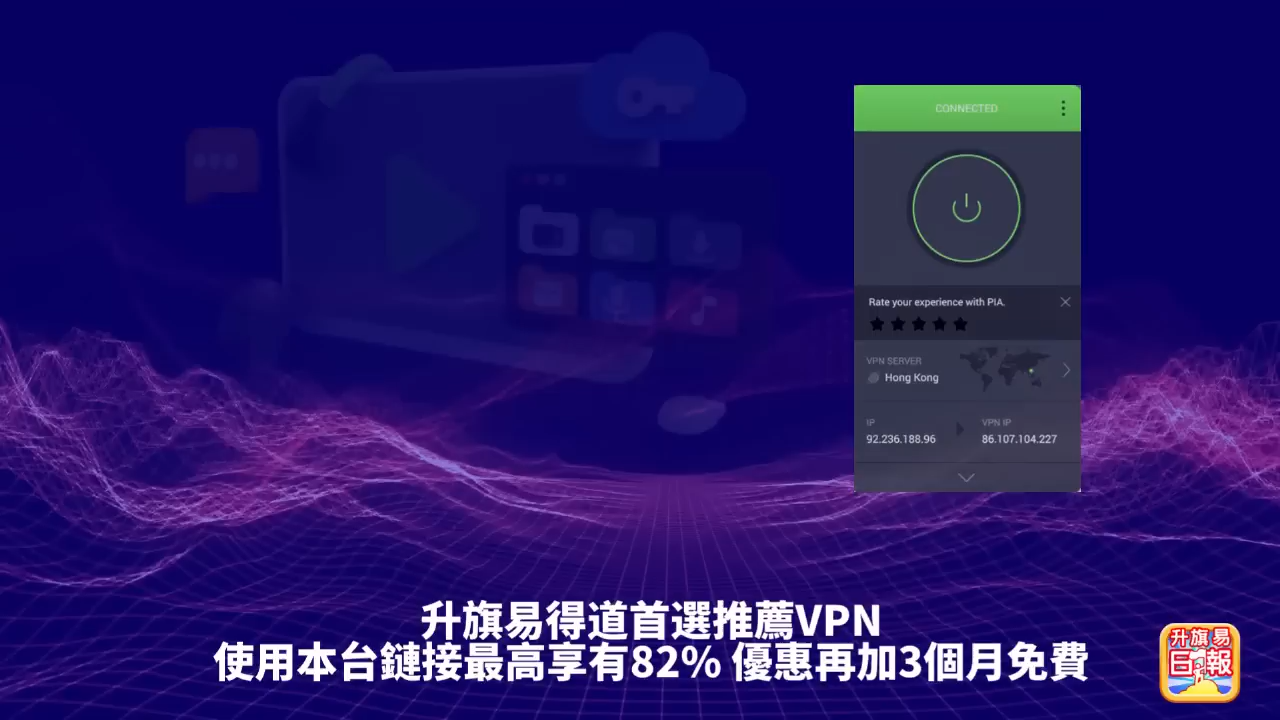 CONNECTED
Rate your experience with PIA.
VPN SERVER
Hong Kong
IP
92.236.188.96
VPN IP
86.107.104.227
升旗易得道首選推薦VPN
使用本台鏈接最高享有82% 優惠再加3個月免費
升旗易
日報